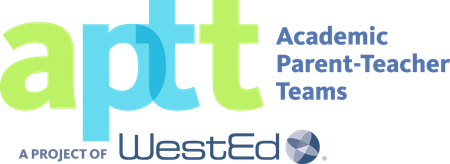 aptt
Academic
Parent-Teacher
Teams
A PROJECT OF WestEd®